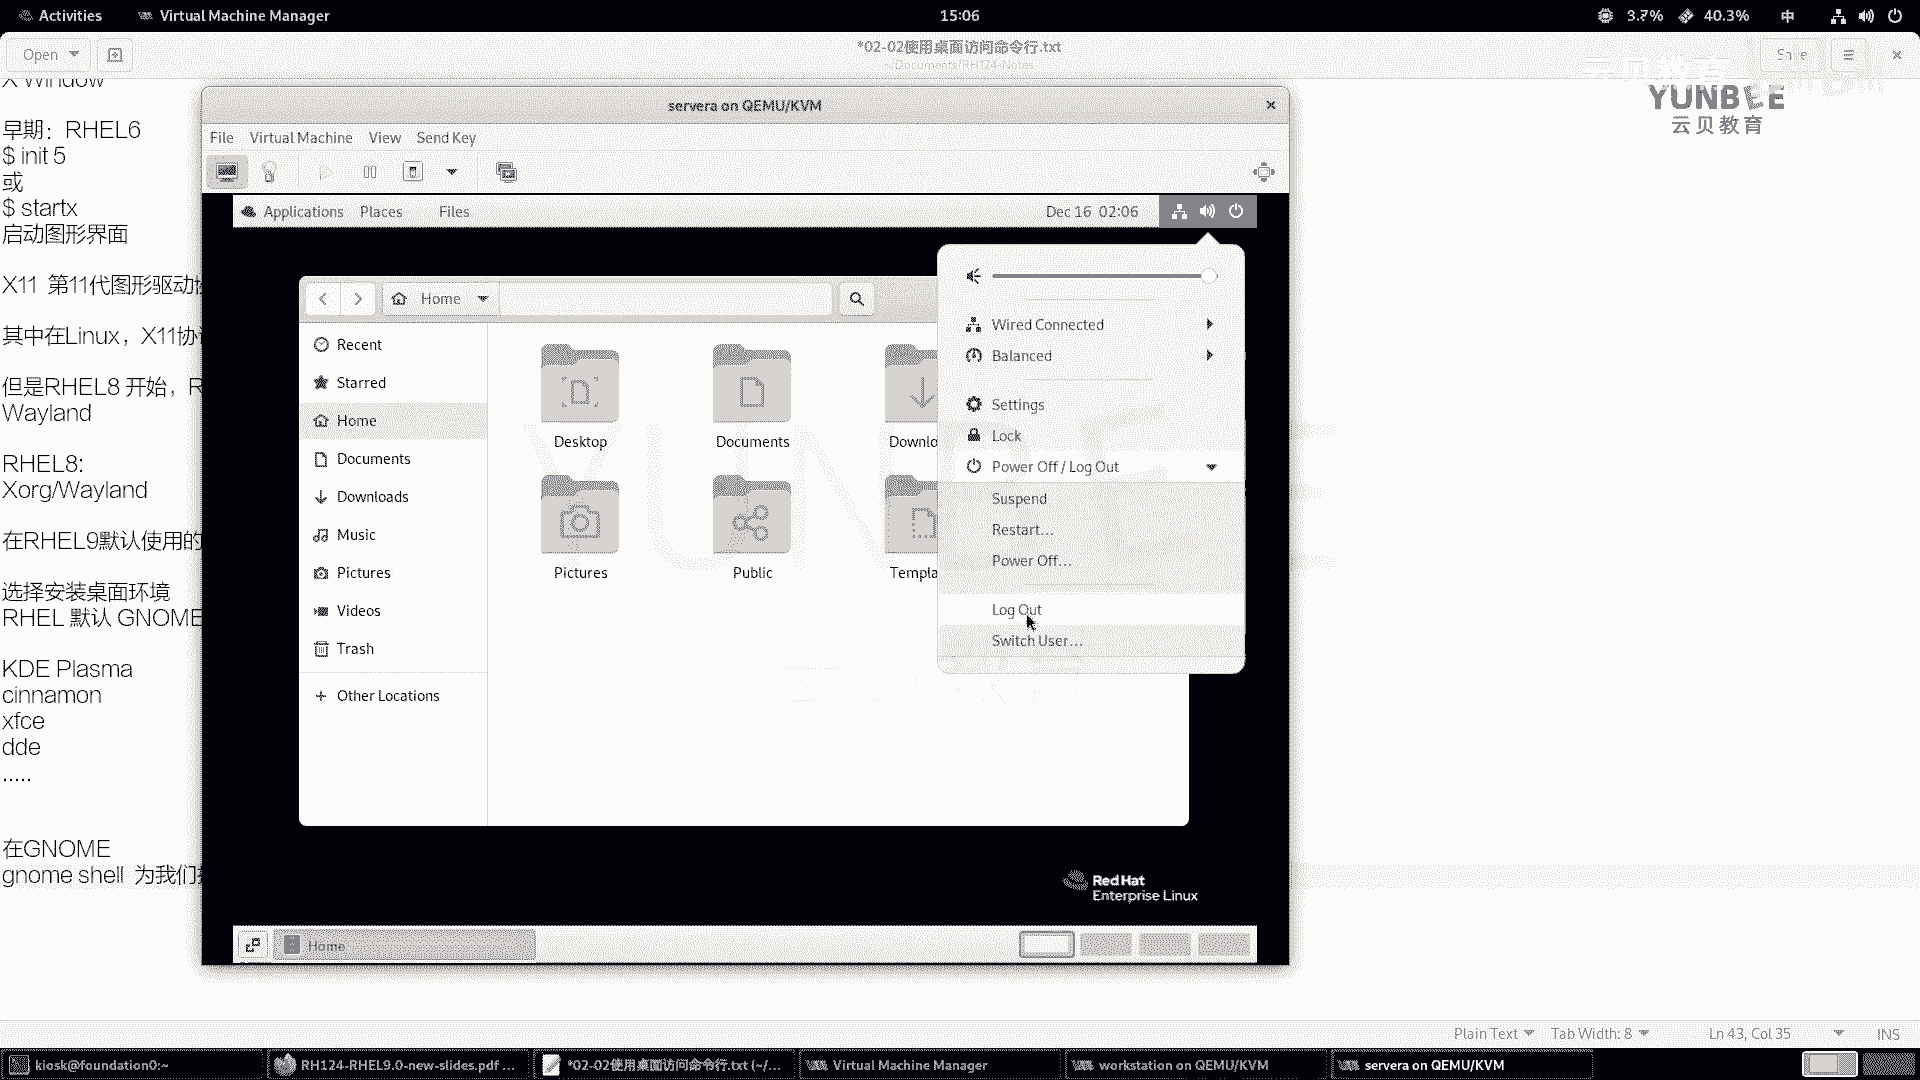 Activities
Virtual Machine Manager
15:06
3.7%
40.3%
中
Open
*02-02使用桌面访问命令行.txt
~/Documents/RH124-Notes
Save
YUNBEE
云贝教育
X Window
早期：RHEL6
$ init 5
或
$ startx
启动图形界面
X11 第11代图形驱动
其中在Linux，X11协
但是RHEL8 开始，R
Wayland
RHEL8:
Xorg/Wayland
在RHEL9默认使用的
选择安装桌面环境
RHEL 默认 GNOME
KDE Plasma
cinnamon
xfce
dde
.....
在GNOME
gnome shell 为我们
servera on QEMU/KVM
File
Virtual Machine
View
Send Key
Applications
Places
Files
Dec 16 02:06
Home
Recent
Starred
Home
Documents
Downloads
Music
Pictures
Videos
Trash
Other Locations
Desktop
Documents
Downlo
Pictures
Public
Templa
Wired Connected
Balanced
Settings
Lock
Power Off / Log Out
Suspend
Restart...
Power Off...
Log Out
Switch User...
Red Hat
Enterprise Linux
Home
Plain Text
Tab Width: 8
Ln 43, Col 35
INS
kiosk@foundation0:~
RH124-RHEL9.0-new-slides.pdf ...
*02-02使用桌面访问命令行.txt (~/...
Virtual Machine Manager
workstation on QEMU/KVM
servera on QEMU/KVM